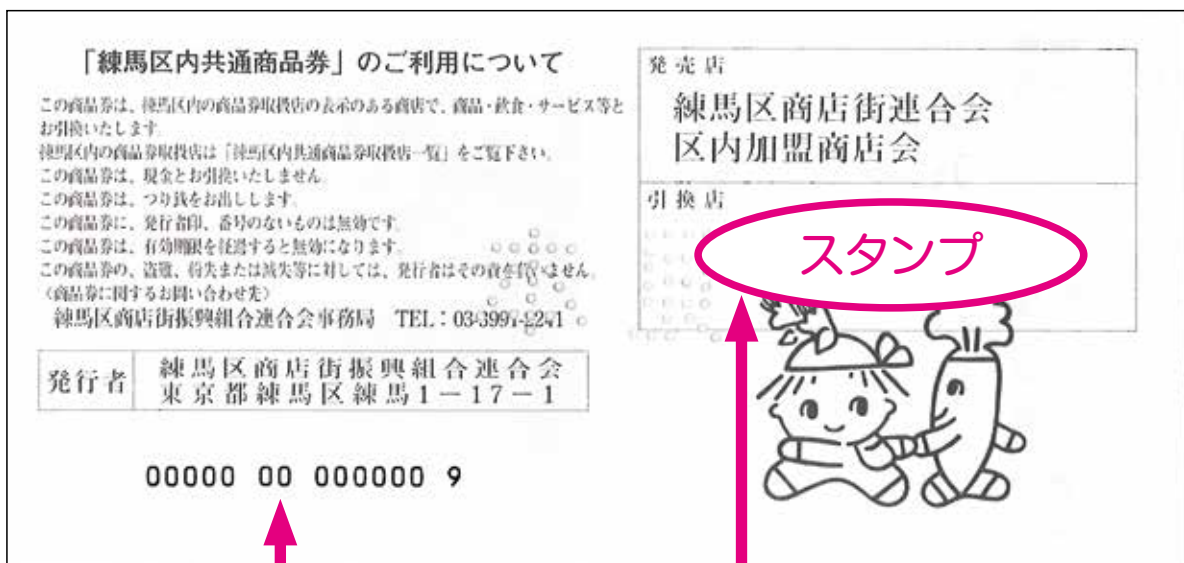 「練馬区内共通商品券」のご利用について
この商品券は、練馬区内の商品券取扱店の表示のある商店で、商品・飲食・サービス等と
お引換いたします。
練馬区内の商品券取扱店は「練馬区内共通商品券取扱店一覧」をご覧下さい。
この商品券は、現金とお引換いたしません。
この商品券は、つり銭をお出しします。
この商品券に、発行者印、番号のないものは無効です。
この商品券は、有効期限を経過すると無効になります。
この商品券の、盗難、紛失または滅失等に対しては、発行者はその責を負いません。
〈商品券に関するお問い合わせ先〉
練馬区商店街振興組合連合会事務局 TEL：03-3991-2241
発行者
練馬区商店街振興組合連合会
東京都練馬区練馬1－17－1
00000 00 000000 9
発売店
練馬区商店街連合会
区内加盟商店会
引換店
スタンプ